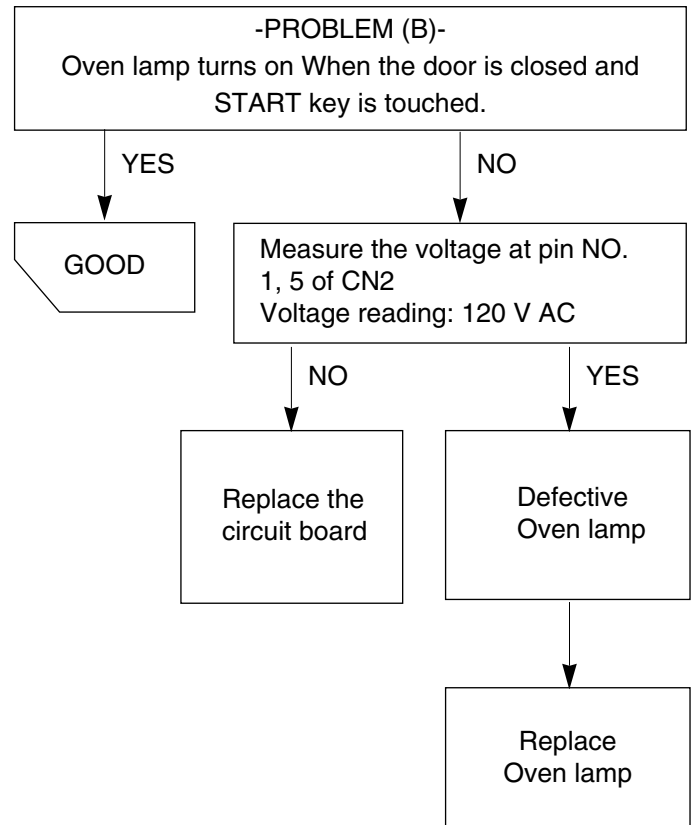 -PROBLEM (B)-
Oven lamp turns on When the door is closed and
START key is touched.
YES
NO
GOOD
Measure the voltage at pin NO.
1, 5 of CN2
Voltage reading: 120 V AC
NO
YES
Replace the
circuit board
Defective
Oven lamp
Replace
Oven lamp